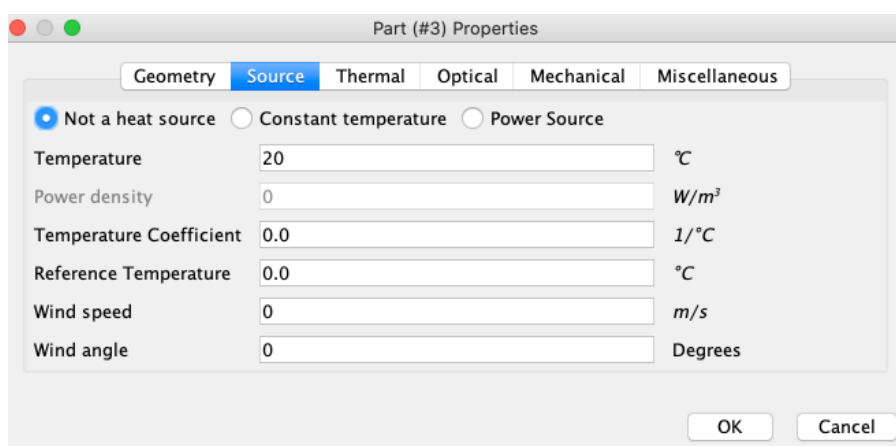 Part (#3) Properties
Geometry Source Thermal Optical Mechanical Miscellaneous
Not a heat source Constant temperature Power Source
Temperature 20 °C
Power density 0 W/m³
Temperature Coefficient 0.0 1/°C
Reference Temperature 0.0 °C
Wind speed 0 m/s
Wind angle 0 Degrees
OK Cancel